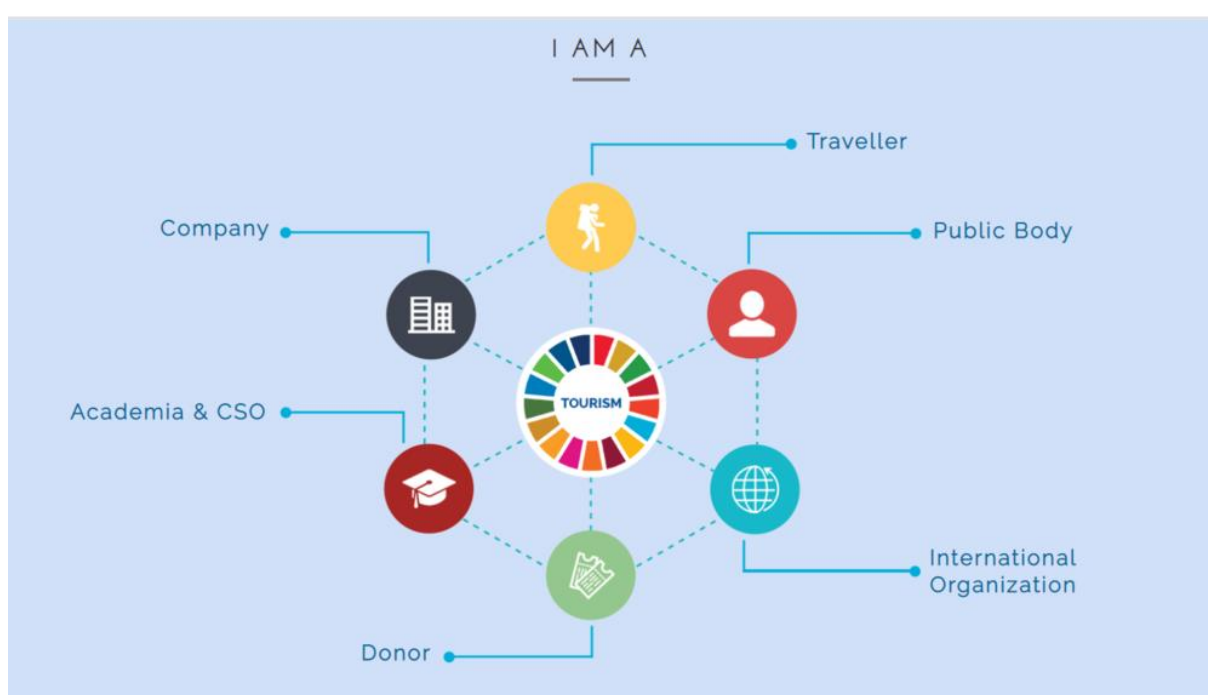 I AM A
Traveller
Company
Public Body
TOURISM
Academia & CSO
International
Organization
Donor